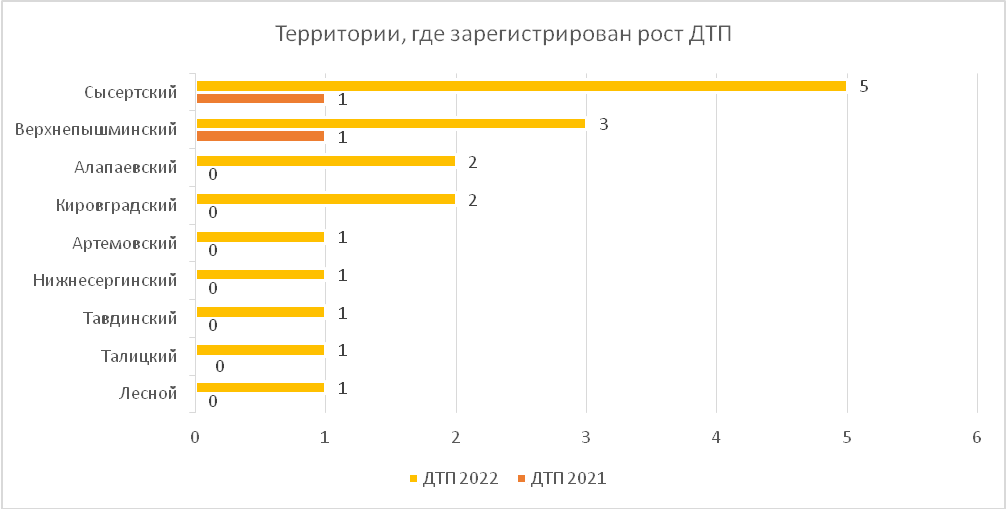 Территории, где зарегистрирован рост ДТП
Сысертский
5
1
Верхнепышминский
3
1
Алапаевский
2
0
Кировградский
2
0
Артемовский
1
0
Нижнесергинский
1
0
Тавдинский
1
0
Талицкий
1
0
Лесной
1
0
0 1 2 3 4 5 6
ДТП 2022 ДТП 2021